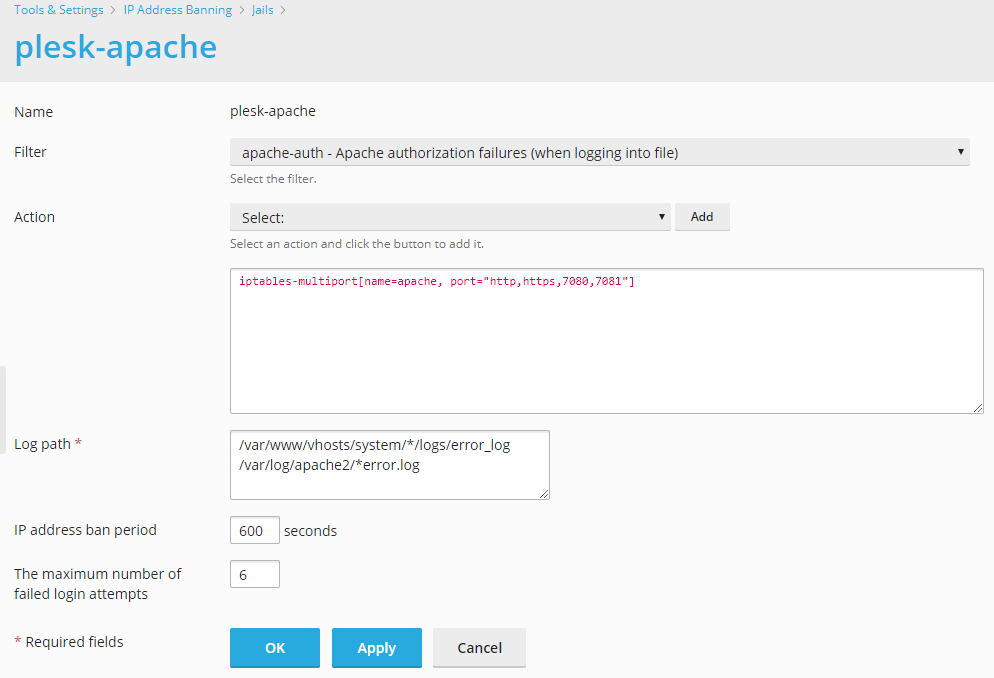 Tools & Settings > IP Address Banning > Jails >
plesk-apache
Name plesk-apache
Filter apache-auth - Apache authorization failures (when logging into file)
Select the filter.
Action Select: Add
Select an action and click the button to add it.
iptables-multiport[name=apache, port="http,https,7080,7081"]
Log path * /var/www/vhosts/system/*/logs/error_log
/var/log/apache2/*error.log
IP address ban period 600 seconds
The maximum number of 6
failed login attempts
* Required fields OK Apply Cancel